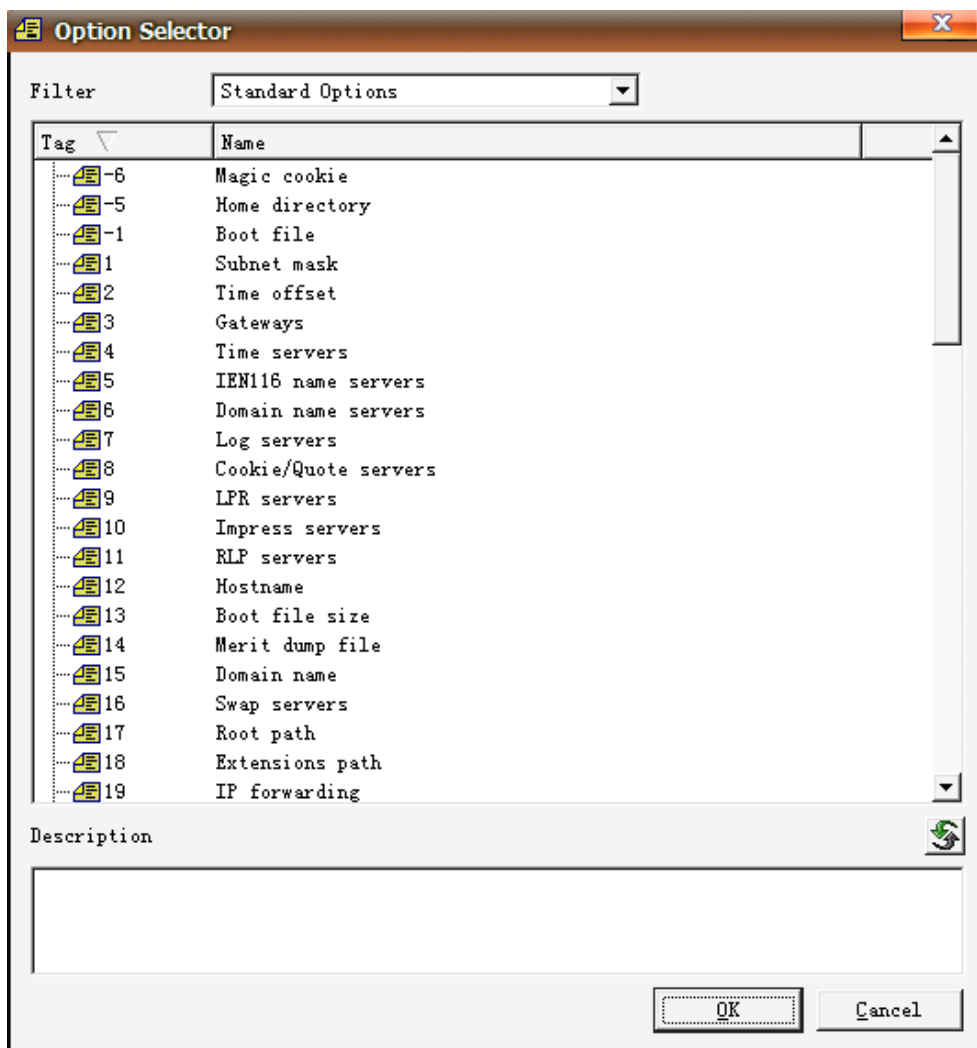 Option Selector
Filter Standard Options
Tag Name
-6 Magic cookie
-5 Home directory
-1 Boot file
1 Subnet mask
2 Time offset
3 Gateways
4 Time servers
5 IEN116 name servers
6 Domain name servers
7 Log servers
8 Cookie/Quote servers
9 LPR servers
10 Impress servers
11 RLP servers
12 Hostname
13 Boot file size
14 Merit dump file
15 Domain name
16 Swap servers
17 Root path
18 Extensions path
19 IP forwarding
Description
OK Cancel